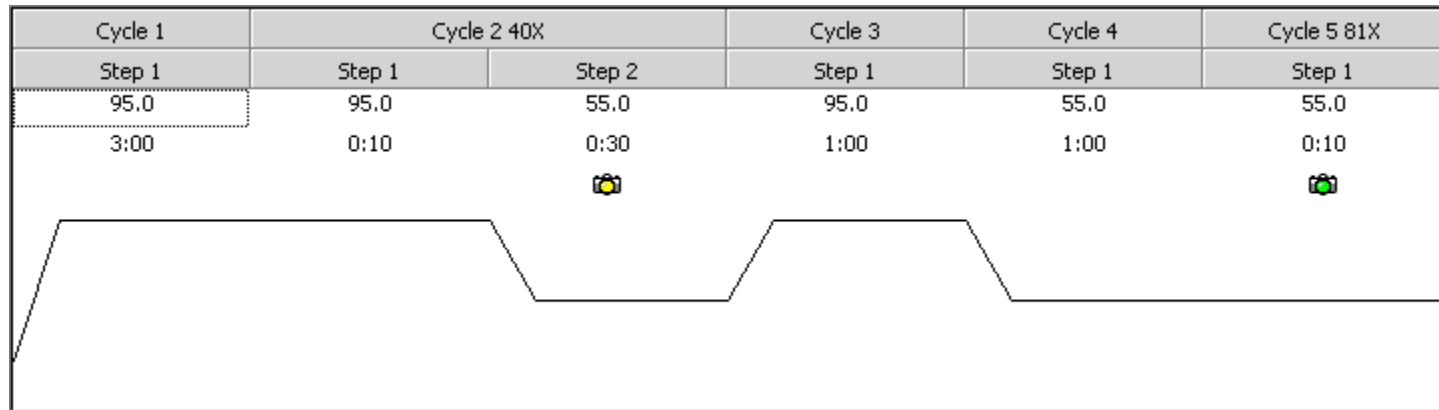 Cycle 1 Cycle 2 40X Cycle 3 Cycle 4 Cycle 5 81X
Step 1 Step 1 Step 2 Step 1 Step 1 Step 1
95.0 95.0 55.0 95.0 55.0 55.0
3:00 0:10 0:30 1:00 1:00 0:10